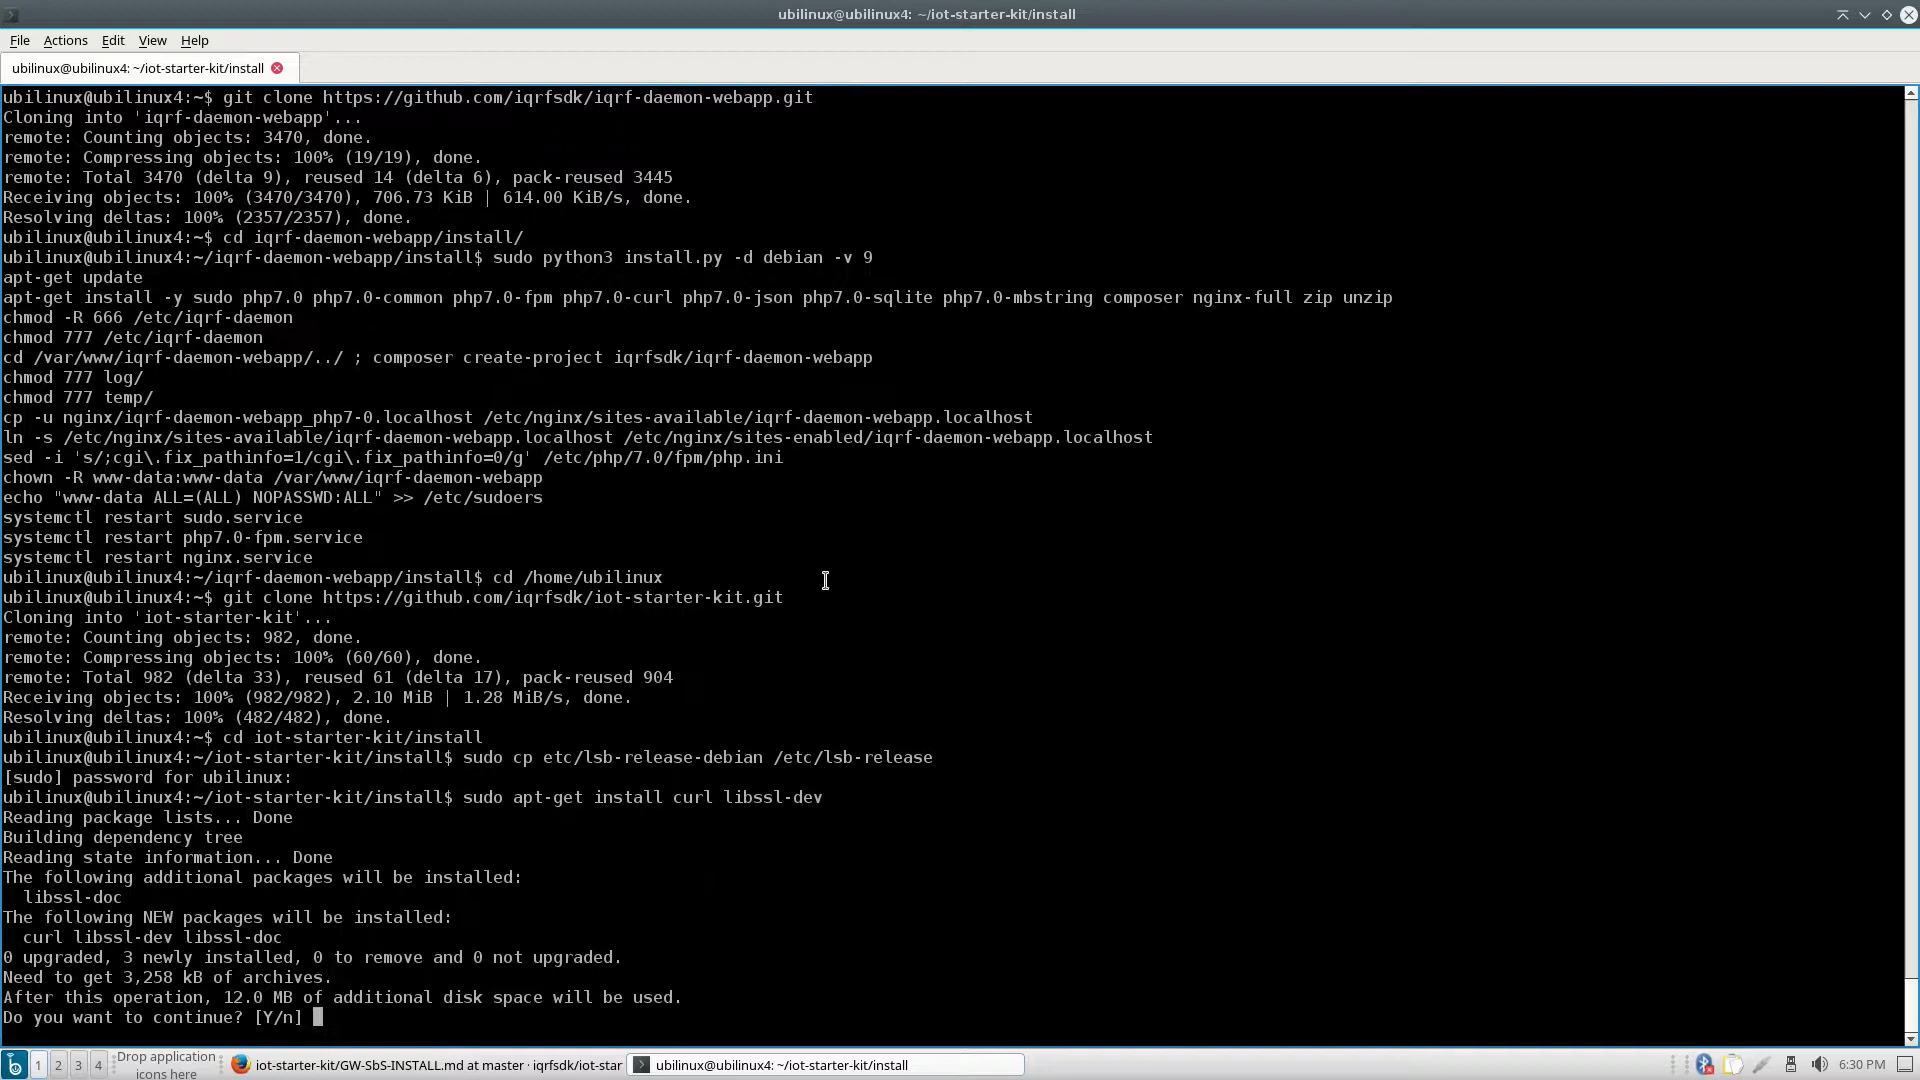 ubilinux@ubilinux4: ~/iot-starter-kit/install
File Actions Edit View Help
ubilinux@ubilinux4: ~/iot-starter-kit/install
ubilinux@ubilinux4:~$ git clone https://github.com/iqrfsdk/iqrf-daemon-webapp.git
Cloning into 'iqrf-daemon-webapp'...
remote: Counting objects: 3470, done.
remote: Compressing objects: 100% (19/19), done.
remote: Total 3470 (delta 9), reused 14 (delta 6), pack-reused 3445
Receiving objects: 100% (3470/3470), 706.73 KiB | 614.00 KiB/s, done.
Resolving deltas: 100% (2357/2357), done.
ubilinux@ubilinux4:~$ cd iqrf-daemon-webapp/install/
ubilinux@ubilinux4:~/iqrf-daemon-webapp/install$ sudo python3 install.py -d debian -v 9
apt-get update
apt-get install -y sudo php7.0 php7.0-common php7.0-fpm php7.0-curl php7.0-json php7.0-sqlite php7.0-mbstring composer nginx-full zip unzip
chmod -R 666 /etc/iqrf-daemon
chmod 777 /etc/iqrf-daemon
cd /var/www/iqrf-daemon-webapp/../ ; composer create-project iqrfsdk/iqrf-daemon-webapp
chmod 777 log/
chmod 777 temp/
cp -u nginx/iqrf-daemon-webapp_php7-0.localhost /etc/nginx/sites-available/iqrf-daemon-webapp.localhost
ln -s /etc/nginx/sites-available/iqrf-daemon-webapp.localhost /etc/nginx/sites-enabled/iqrf-daemon-webapp.localhost
sed -i 's/;cgi\.fix_pathinfo=1/cgi\.fix_pathinfo=0/g' /etc/php/7.0/fpm/php.ini
chown -R www-data:www-data /var/www/iqrf-daemon-webapp
echo "www-data ALL=(ALL) NOPASSWD:ALL" >> /etc/sudoers
systemctl restart sudo.service
systemctl restart php7.0-fpm.service
systemctl restart nginx.service
ubilinux@ubilinux4:~/iqrf-daemon-webapp/install$ cd /home/ubilinux
ubilinux@ubilinux4:~$ git clone https://github.com/iqrfsdk/iot-starter-kit.git
Cloning into 'iot-starter-kit'...
remote: Counting objects: 982, done.
remote: Compressing objects: 100% (60/60), done.
remote: Total 982 (delta 33), reused 61 (delta 17), pack-reused 904
Receiving objects: 100% (982/982), 2.10 MiB | 1.28 MiB/s, done.
Resolving deltas: 100% (482/482), done.
ubilinux@ubilinux4:~$ cd iot-starter-kit/install
ubilinux@ubilinux4:~/iot-starter-kit/install$ sudo cp etc/lsb-release-debian /etc/lsb-release
[sudo] password for ubilinux:
ubilinux@ubilinux4:~/iot-starter-kit/install$ sudo apt-get install curl libssl-dev
Reading package lists... Done
Building dependency tree
Reading state information... Done
The following additional packages will be installed:
libssl-doc
The following NEW packages will be installed:
curl libssl-dev libssl-doc
0 upgraded, 3 newly installed, 0 to remove and 0 not upgraded.
Need to get 3,258 kB of archives.
After this operation, 12.0 MB of additional disk space will be used.
Do you want to continue? [Y/n]
1 2 3 4 Drop application icons here iot-starter-kit/GW-SbS-INSTALL.md at master · iqrfsdk/iot-star ubilinux@ubilinux4: ~/iot-starter-kit/install 6:30 PM